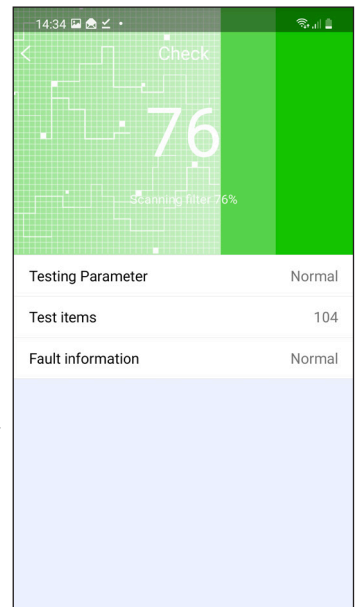 14:34
Check
76
Scanning filter 76%
Testing Parameter Normal
Test items 104
Fault information Normal